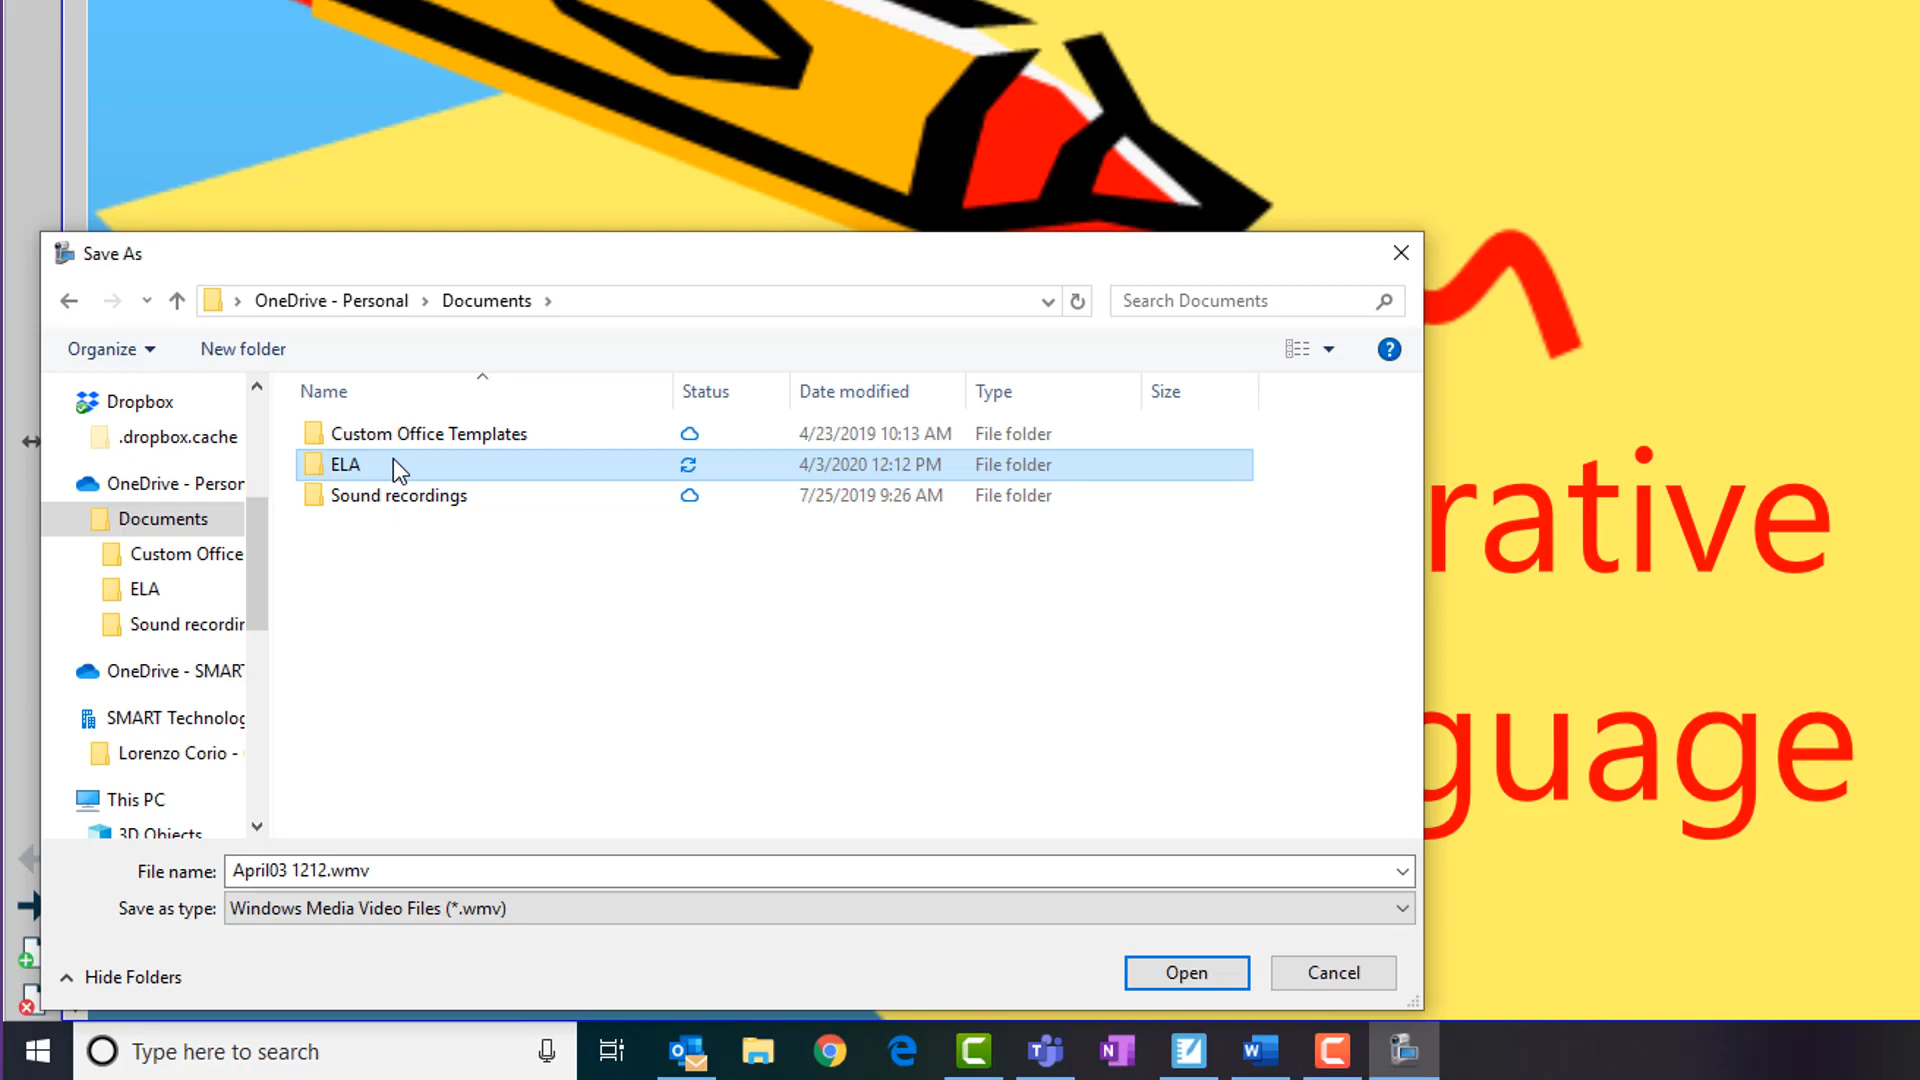 Save As
OneDrive - Personal
Documents
Search Documents
Organize
New folder
?
Name
Status
Date modified
Type
Size
Dropbox
.dropbox.cache
OneDrive - Person
Documents
Custom Office
ELA
Sound recordin
OneDrive - SMART
SMART Technolog
Lorenzo Corio -
This PC
3D Objects
Custom Office Templates
4/23/2019 10:13 AM
File folder
ELA
4/3/2020 12:12 PM
File folder
Sound recordings
7/25/2019 9:26 AM
File folder
rative
guage
File name:
April03 1212.wmv
Save as type:
Windows Media Video Files (*.wmv)
Hide Folders
Open
Cancel
Type here to search